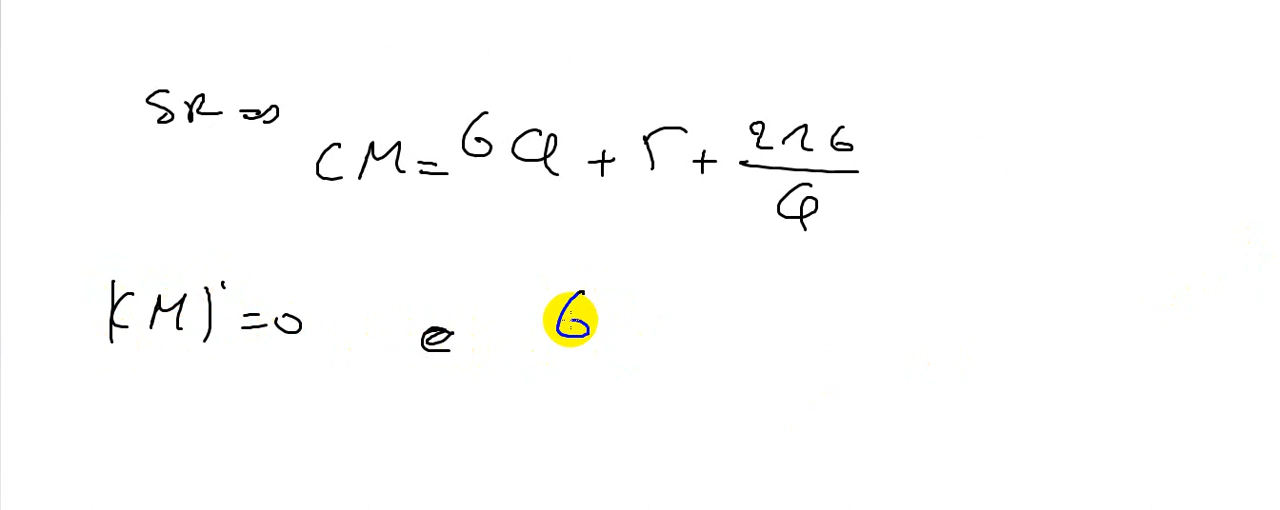 SR ⇒
CM = 6Q + r + 216/Q
(CM)' = 0 e 6